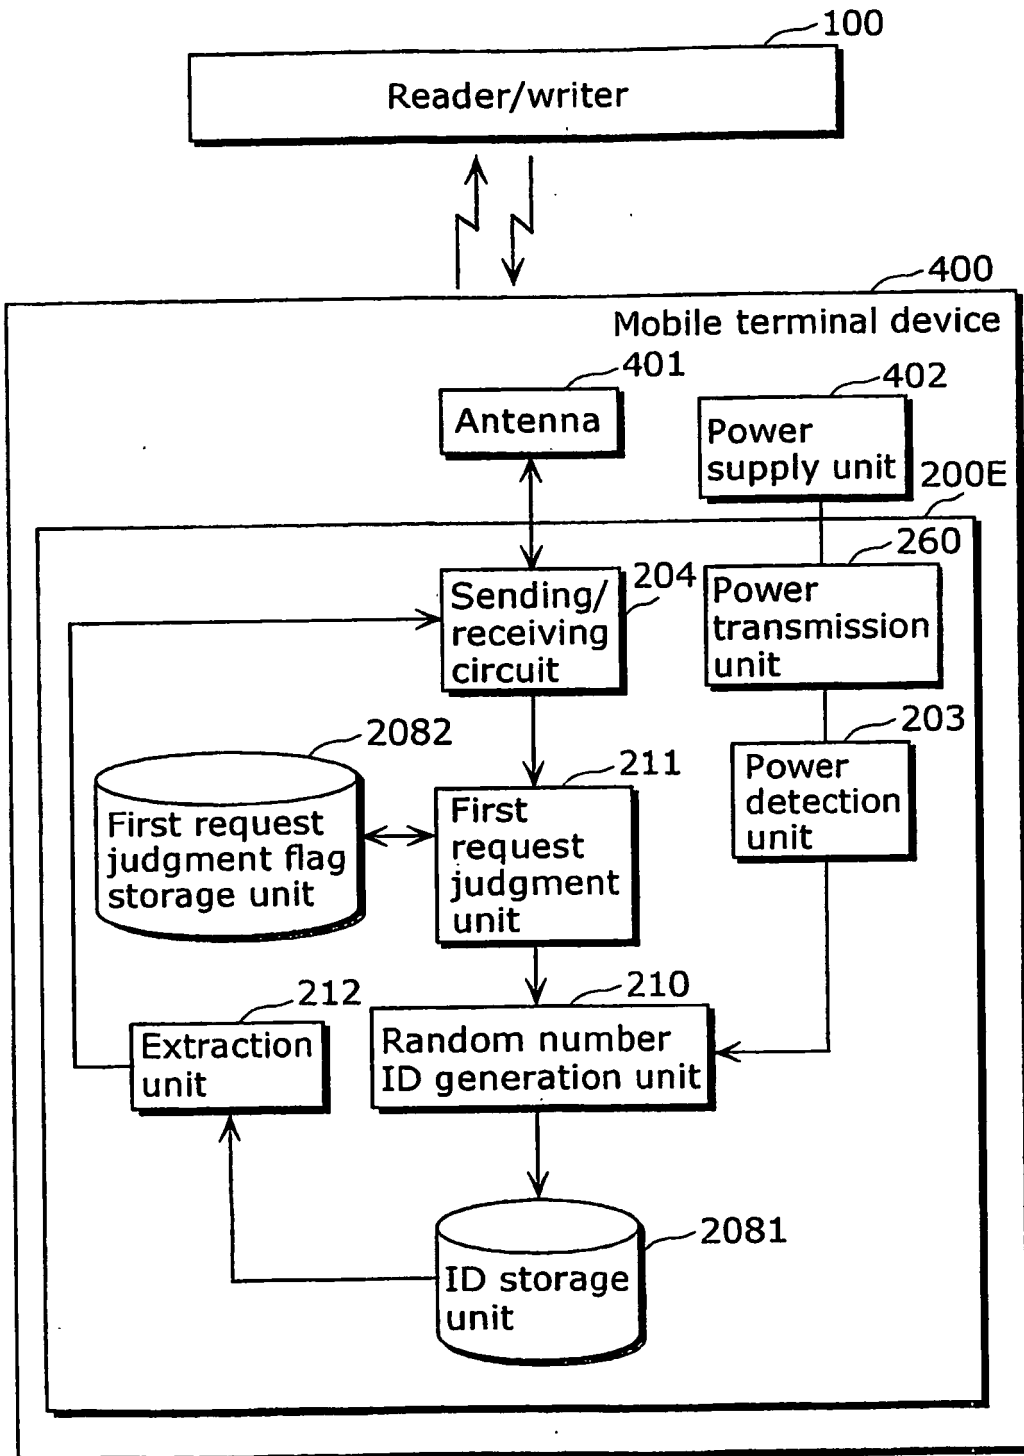 100
Reader/writer
400
Mobile terminal device
401
Antenna
402
Power
supply unit
200E
204
Sending/
receiving
circuit
260
Power
transmission
unit
203
Power
detection
unit
2082
First request
judgment flag
storage unit
211
First
request
judgment
unit
212
Extraction
unit
210
Random number
ID generation unit
2081
ID storage
unit